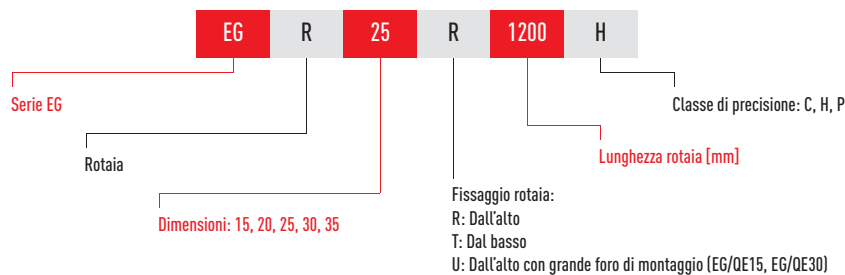 EG R 25 R 1200 H
Serie EG
Classe di precisione: C, H, P
Rotaia
Lunghezza rotaia [mm]
Dimensioni: 15, 20, 25, 30, 35
Fissaggio rotaia:
R: Dall'alto
T: Dal basso
U: Dall'alto con grande foro di montaggio (EG/QE15, EG/QE30)